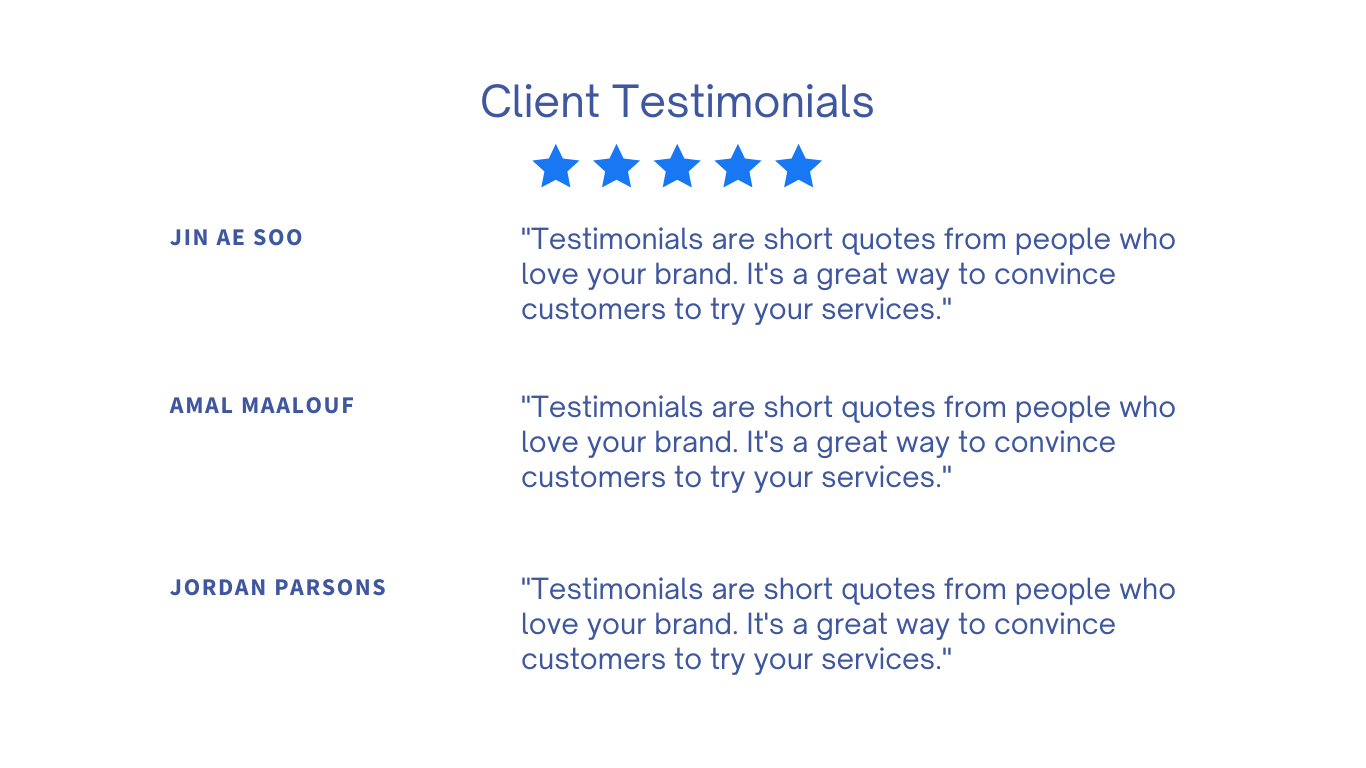 Client Testimonials
JIN AE SOO
"Testimonials are short quotes from people who
love your brand. It's a great way to convince
customers to try your services."
AMAL MAALOUF
"Testimonials are short quotes from people who
love your brand. It's a great way to convince
customers to try your services."
JORDAN PARSONS
"Testimonials are short quotes from people who
love your brand. It's a great way to convince
customers to try your services."